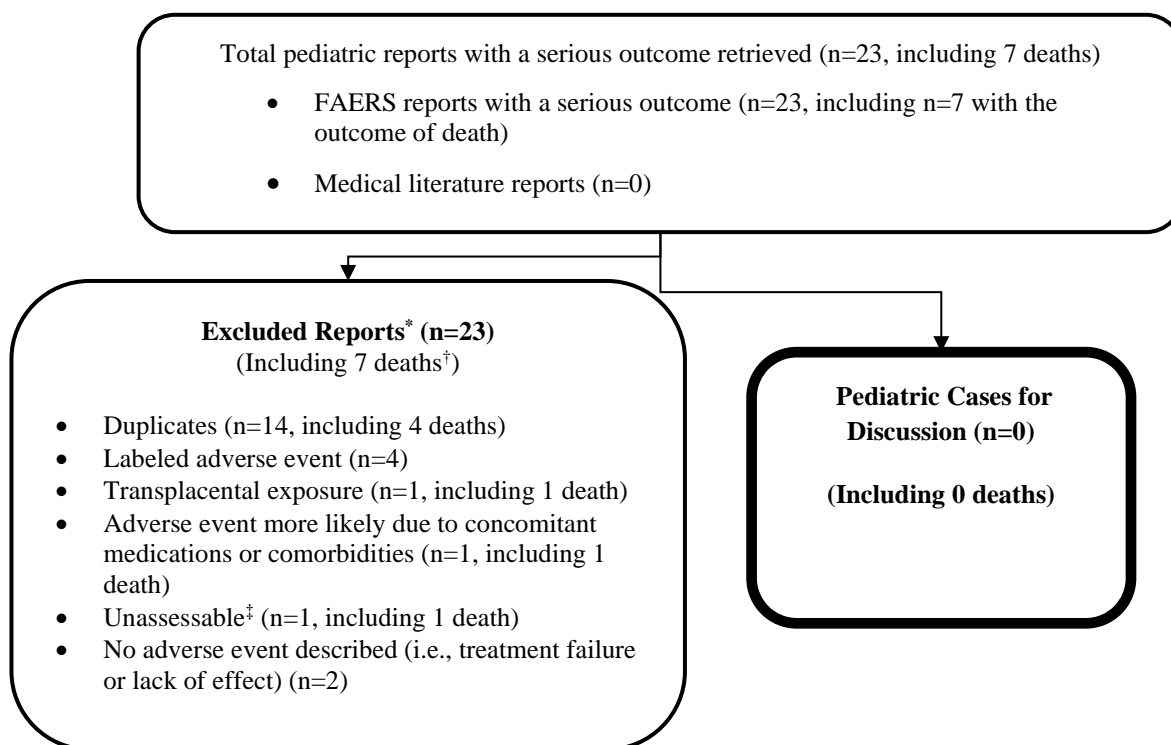 Total pediatric reports with a serious outcome retrieved (n=23, including 7 deaths)
• FAERS reports with a serious outcome (n=23, including n=7 with the
outcome of death)
• Medical literature reports (n=0)
Excluded Reports* (n=23)
(Including 7 deaths†)
• Duplicates (n=14, including 4 deaths)
• Labeled adverse event (n=4)
• Transplacental exposure (n=1, including 1 death)
• Adverse event more likely due to concomitant
medications or comorbidities (n=1, including 1
death)
• Unassessable‡ (n=1, including 1 death)
• No adverse event described (i.e., treatment failure
or lack of effect) (n=2)
Pediatric Cases for
Discussion (n=0)
(Including 0 deaths)